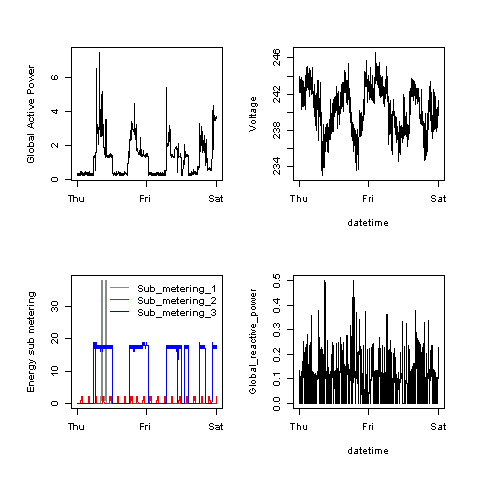 Global Active Power
6
4
2
0
Thu Fri Sat
Voltage
246
242
238
234
Thu Fri Sat
datetime
Energy sub metering
30
20
10
0
Sub_metering_1
Sub_metering_2
Sub_metering_3
Thu Fri Sat
Global_reactive_power
0.5
0.4
0.3
0.2
0.1
0.0
Thu Fri Sat
datetime